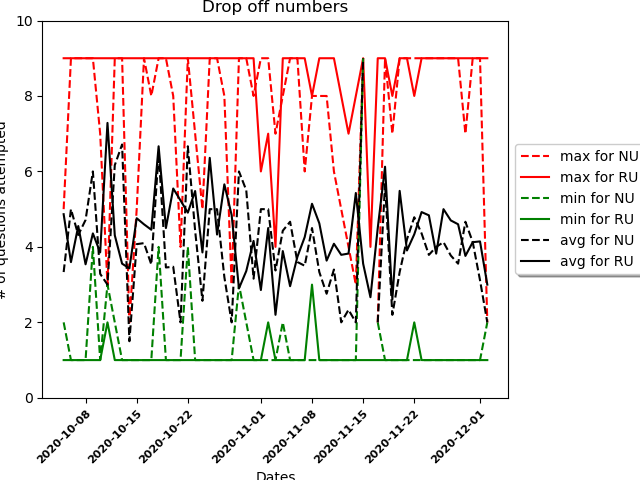 Drop off numbers
# of questions attempted
10
8
6
4
2
0
2020-10-08
2020-10-15
2020-10-22
2020-11-01
2020-11-08
2020-11-15
2020-11-22
2020-12-01
Dates
max for NU
max for RU
min for NU
min for RU
avg for NU
avg for RU